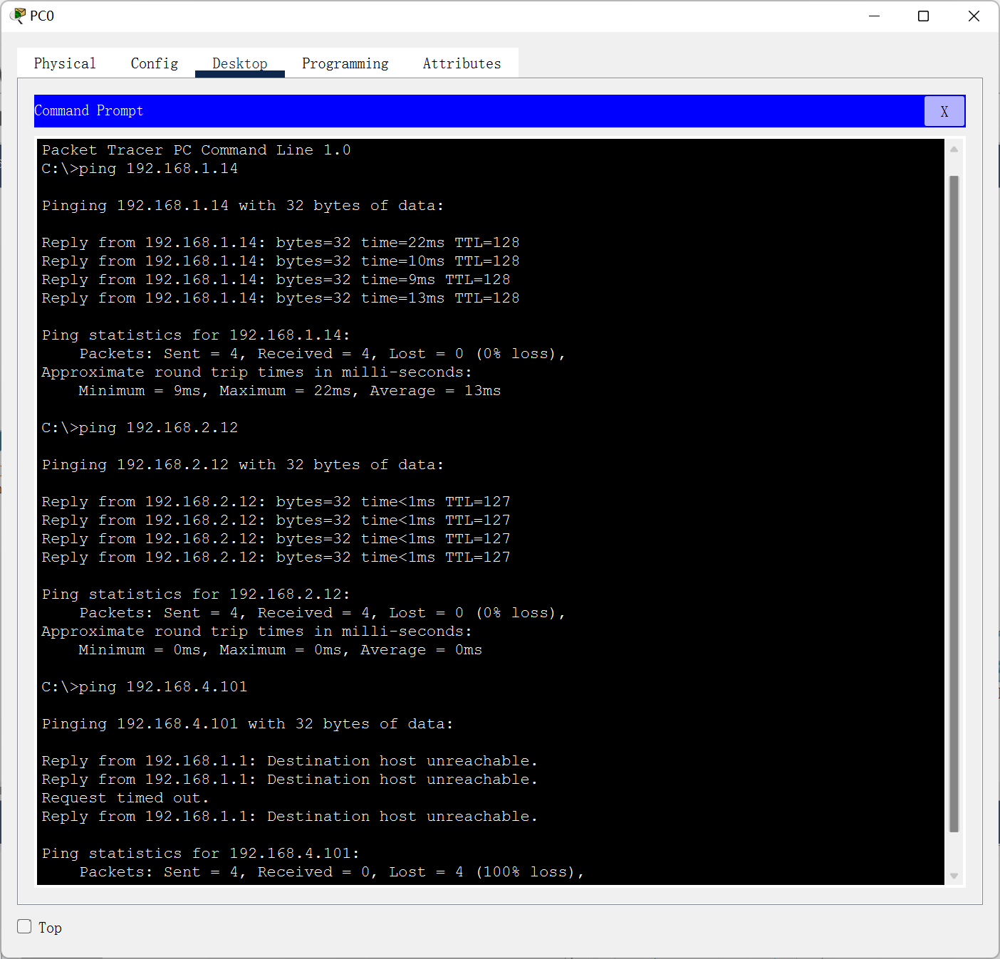 PC0
Physical Config Desktop Programming Attributes
Command Prompt X
Packet Tracer PC Command Line 1.0
C:\>ping 192.168.1.14
Pinging 192.168.1.14 with 32 bytes of data:
Reply from 192.168.1.14: bytes=32 time=22ms TTL=128
Reply from 192.168.1.14: bytes=32 time=10ms TTL=128
Reply from 192.168.1.14: bytes=32 time=9ms TTL=128
Reply from 192.168.1.14: bytes=32 time=13ms TTL=128
Ping statistics for 192.168.1.14:
Packets: Sent = 4, Received = 4, Lost = 0 (0% loss),
Approximate round trip times in milli-seconds:
Minimum = 9ms, Maximum = 22ms, Average = 13ms
C:\>ping 192.168.2.12
Pinging 192.168.2.12 with 32 bytes of data:
Reply from 192.168.2.12: bytes=32 time<1ms TTL=127
Reply from 192.168.2.12: bytes=32 time<1ms TTL=127
Reply from 192.168.2.12: bytes=32 time<1ms TTL=127
Reply from 192.168.2.12: bytes=32 time<1ms TTL=127
Ping statistics for 192.168.2.12:
Packets: Sent = 4, Received = 4, Lost = 0 (0% loss),
Approximate round trip times in milli-seconds:
Minimum = 0ms, Maximum = 0ms, Average = 0ms
C:\>ping 192.168.4.101
Pinging 192.168.4.101 with 32 bytes of data:
Reply from 192.168.1.1: Destination host unreachable.
Reply from 192.168.1.1: Destination host unreachable.
Request timed out.
Reply from 192.168.1.1: Destination host unreachable.
Ping statistics for 192.168.4.101:
Packets: Sent = 4, Received = 0, Lost = 4 (100% loss),
Top